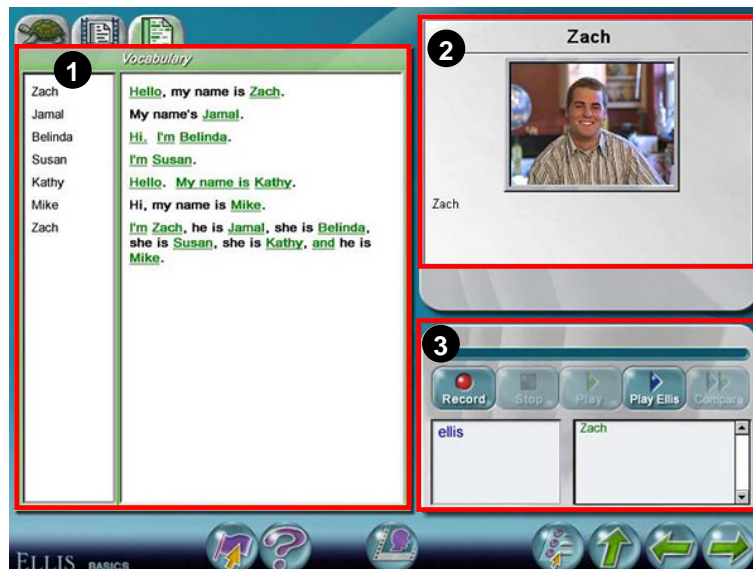 Vocabulary
1
Zach
Hello, my name is Zach.
Jamal
My name's Jamal.
Belinda
Hi. I'm Belinda.
Susan
I'm Susan.
Kathy
Hello. My name is Kathy.
Mike
Hi, my name is Mike.
Zach
I'm Zach, he is Jamal, she is Belinda,
she is Susan, she is Kathy, and he is
Mike.
2
Zach
Zach
3
Record
Stop
Play
Play Ellis
Compare
ellis
Zach
ELLIS BASICS